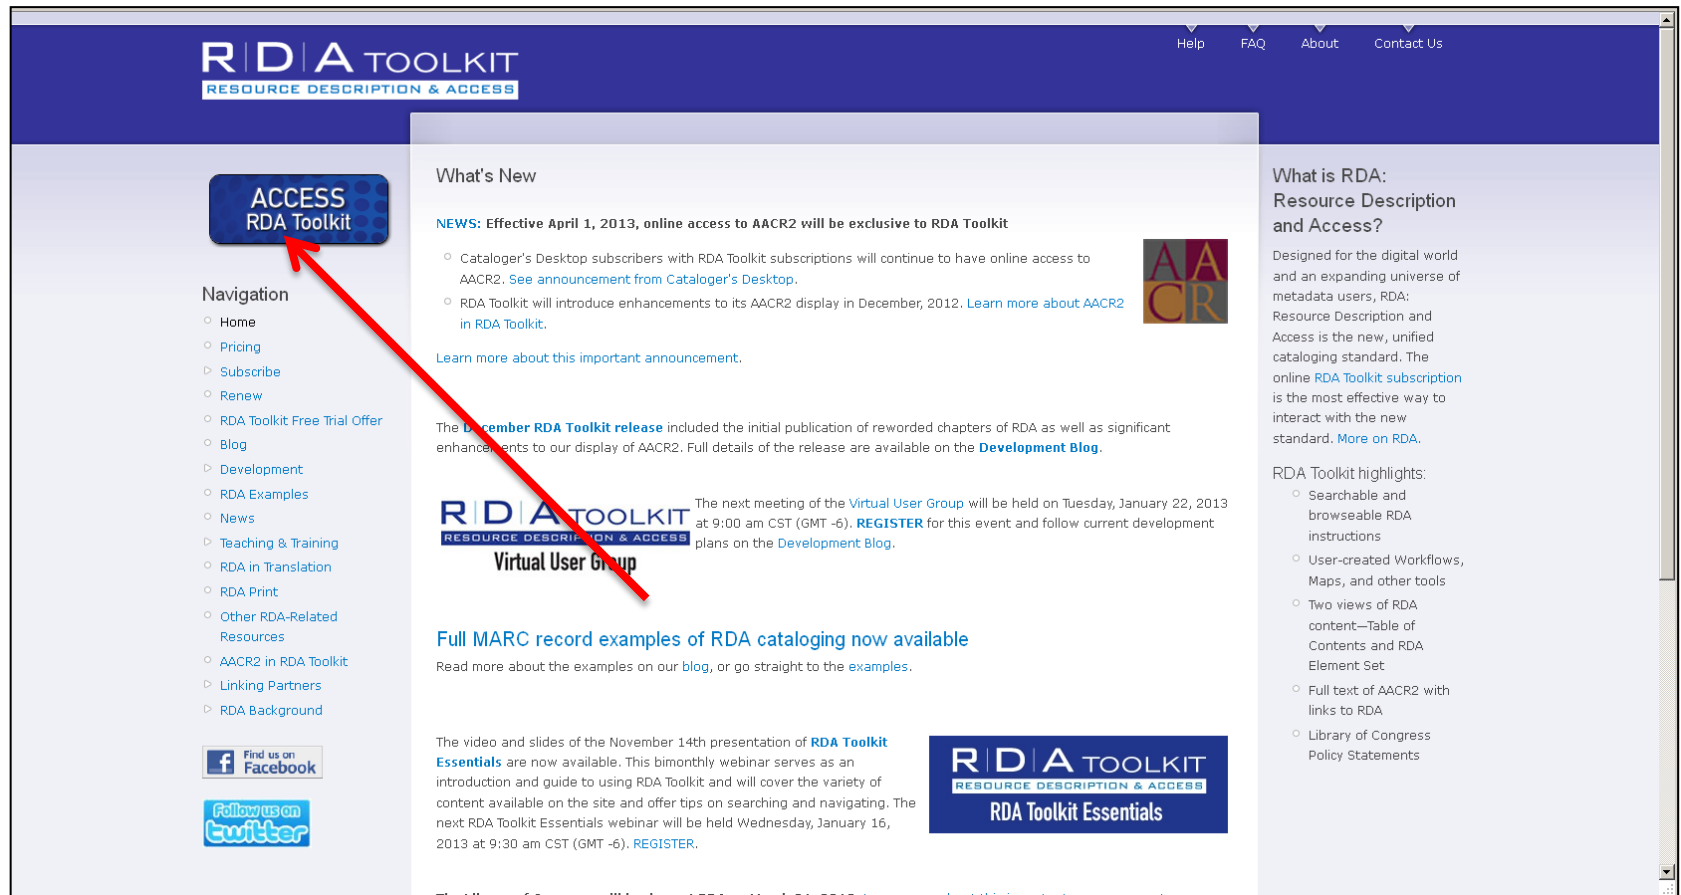 R|D|A TOOLKIT
RESOURCE DESCRIPTION & ACCESS
Help
FAQ
About
Contact Us
ACCESS
RDA Toolkit
Navigation
Home
Pricing
Subscribe
Renew
RDA Toolkit Free Trial Offer
Blog
Development
RDA Examples
News
Teaching & Training
RDA in Translation
RDA Print
Other RDA-Related
Resources
AACR2 in RDA Toolkit
Linking Partners
RDA Background
Find us on
Facebook
Follow us on
twitter
What's New
NEWS: Effective April 1, 2013, online access to AACR2 will be exclusive to RDA Toolkit
Cataloger's Desktop subscribers with RDA Toolkit subscriptions will continue to have online access to
AACR2. See announcement from Cataloger's Desktop.
RDA Toolkit will introduce enhancements to its AACR2 display in December, 2012. Learn more about AACR2
in RDA Toolkit.
AA
CR
Learn more about this important announcement.
The December RDA Toolkit release included the initial publication of reworded chapters of RDA as well as significant
enhancements to our display of AACR2. Full details of the release are available on the Development Blog.
R|D|A TOOLKIT
RESOURCE DESCRIPTION & ACCESS
Virtual User Group
The next meeting of the Virtual User Group will be held on Tuesday, January 22, 2013
at 9:00 am CST (GMT -6). REGISTER for this event and follow current development
plans on the Development Blog.
Full MARC record examples of RDA cataloging now available
Read more about the examples on our blog, or go straight to the examples.
The video and slides of the November 14th presentation of RDA Toolkit
Essentials are now available. This bimonthly webinar serves as an
introduction and guide to using RDA Toolkit and will cover the variety of
content available on the site and offer tips on searching and navigating. The
next RDA Toolkit Essentials webinar will be held Wednesday, January 16,
2013 at 9:30 am CST (GMT -6). REGISTER.
R|D|A TOOLKIT
RESOURCE DESCRIPTION & ACCESS
RDA Toolkit Essentials
What is RDA:
Resource Description
and Access?
Designed for the digital world
and an expanding universe of
metadata users, RDA:
Resource Description and
Access is the new, unified
cataloging standard. The
online RDA Toolkit subscription
is the most effective way to
interact with the new
standard. More on RDA.
RDA Toolkit highlights:
Searchable and
browseable RDA
instructions
User-created Workflows,
Maps, and other tools
Two views of RDA
content—Table of
Contents and RDA
Element Set
Full text of AACR2 with
links to RDA
Library of Congress
Policy Statements